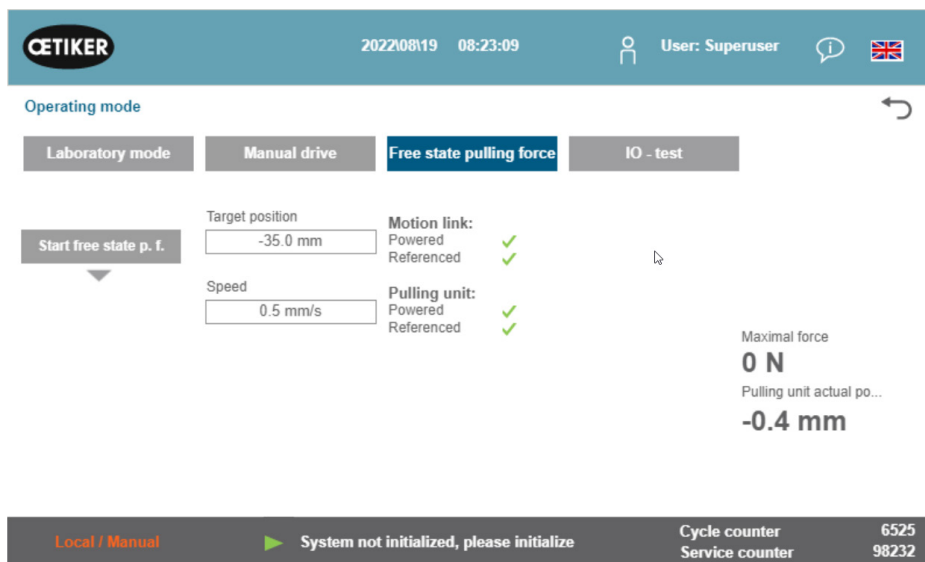 ŒTIKER
2022\08\19 08:23:09
User: Superuser
i
Operating mode
Laboratory mode
Manual drive
Free state pulling force
IO - test
Start free state p. f.
Target position
-35.0 mm
Speed
0.5 mm/s
Motion link:
Powered
Referenced
Pulling unit:
Powered
Referenced
Maximal force
0 N
Pulling unit actual po...
-0.4 mm
Local / Manual
System not initialized, please initialize
Cycle counter 6525
Service counter 98232